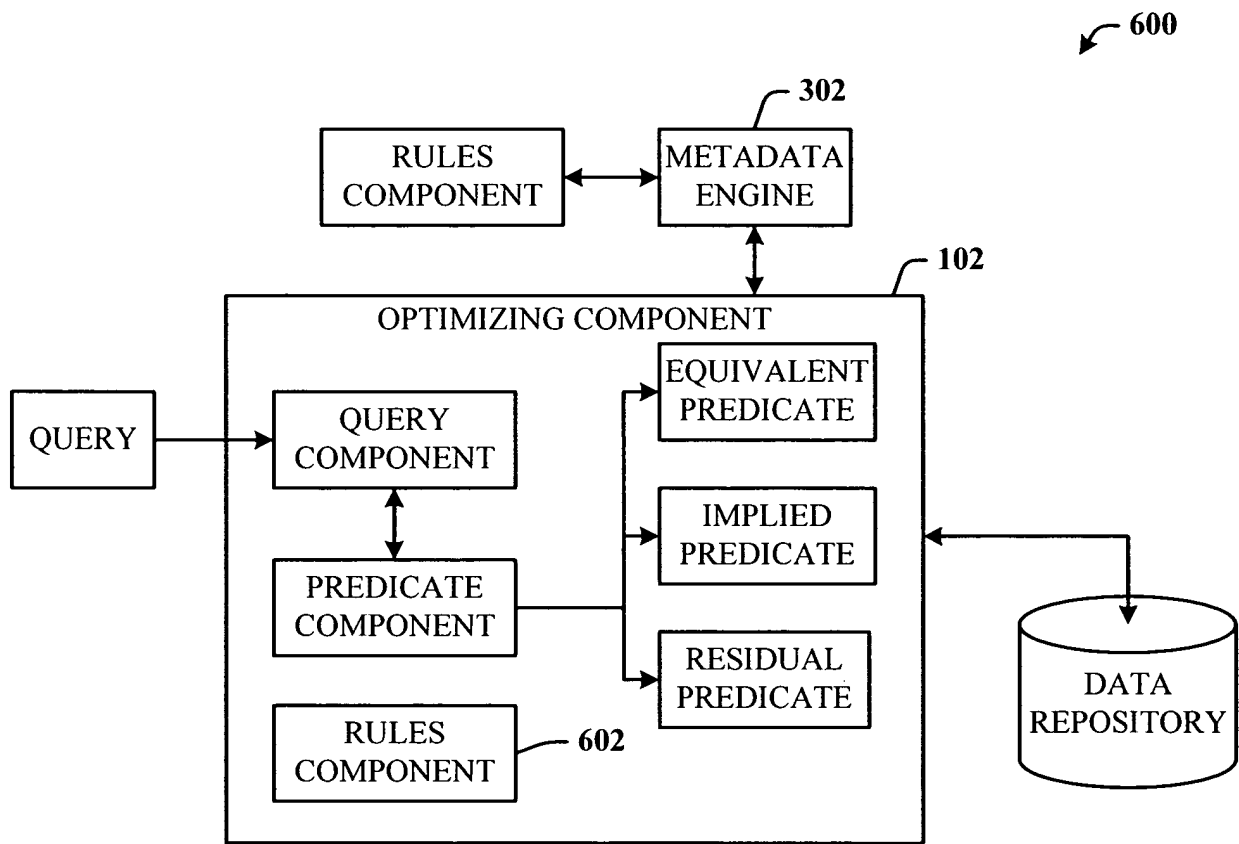 600
302
RULES
COMPONENT
METADATA
ENGINE
102
OPTIMIZING COMPONENT
QUERY
QUERY
COMPONENT
EQUIVALENT
PREDICATE
IMPLIED
PREDICATE
PREDICATE
COMPONENT
RESIDUAL
PREDICATE
RULES
COMPONENT
602
DATA
REPOSITORY